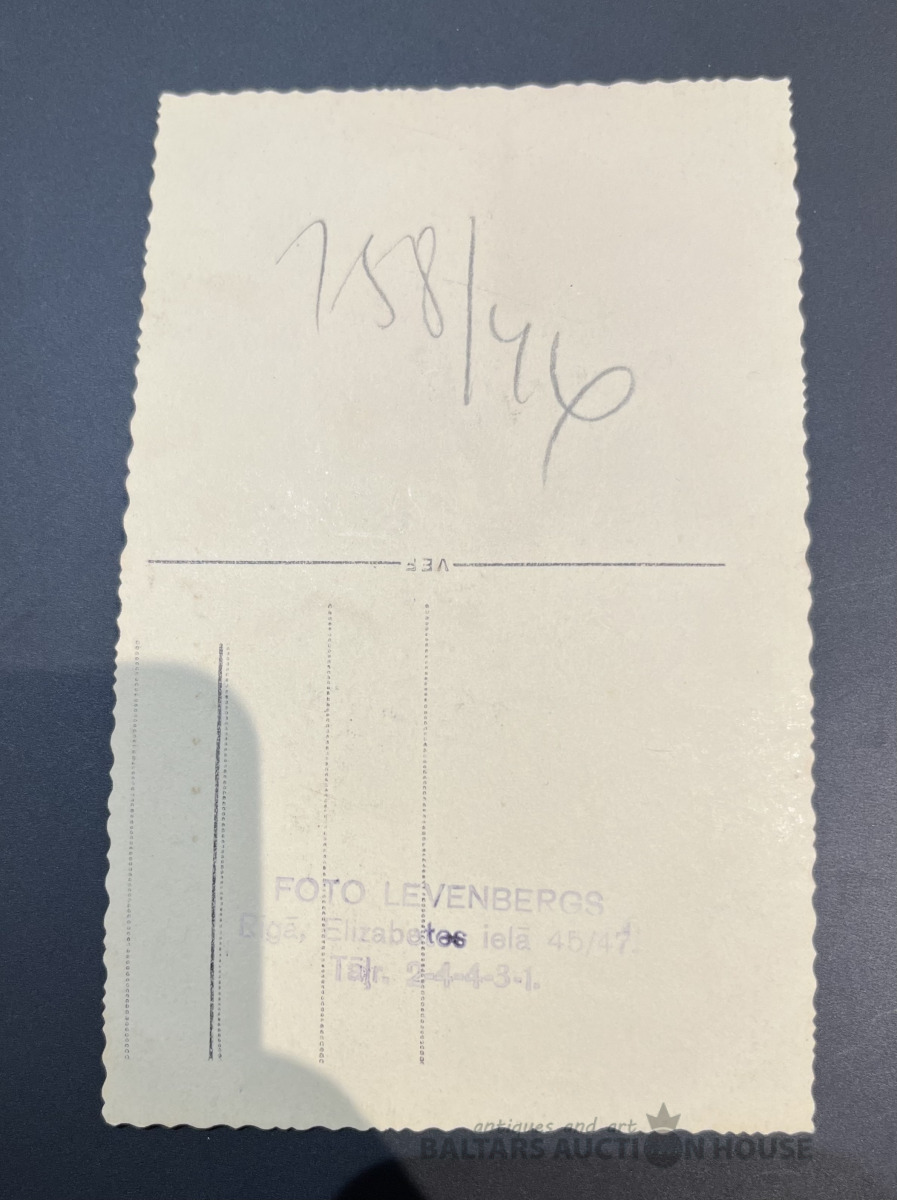 758/46
VEF
FOTO LEVENBERGS
Rīgā, Elizabetes ielā 45/47.
Tāļr. 2-4-4-3-1.
antiques and art
BALTARS AUCTION HOUSE